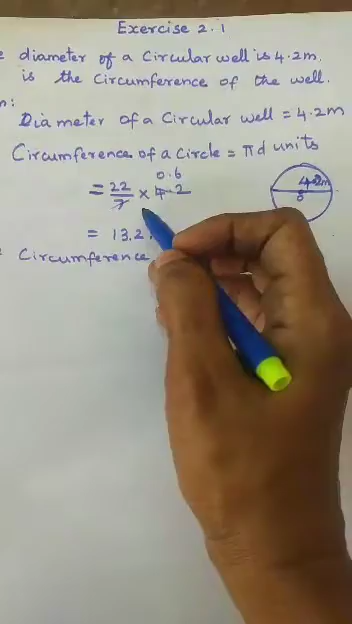 Exercise 2.1
diameter of a Circular well is 4.2m.
is the Circumference of the well.
Diameter of a Circular well = 4.2m
Circumference of a Circle = πd units
= 22/7 × 4.2 0.6
4.2m
= 13.2
Circumference